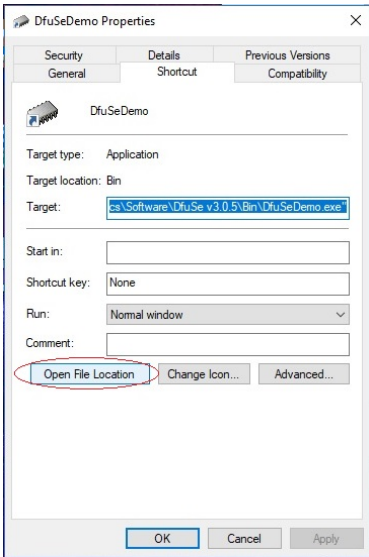 DfuSeDemo Properties
Security Details Previous Versions
General Shortcut Compatibility
DfuSeDemo
Target type: Application
Target location: Bin
Target: cs\Software\DfuSe v3.0.5\Bin\DfuSeDemo.exe"
Start in:
Shortcut key: None
Run: Normal window
Comment:
Open File Location Change Icon... Advanced...
OK Cancel Apply